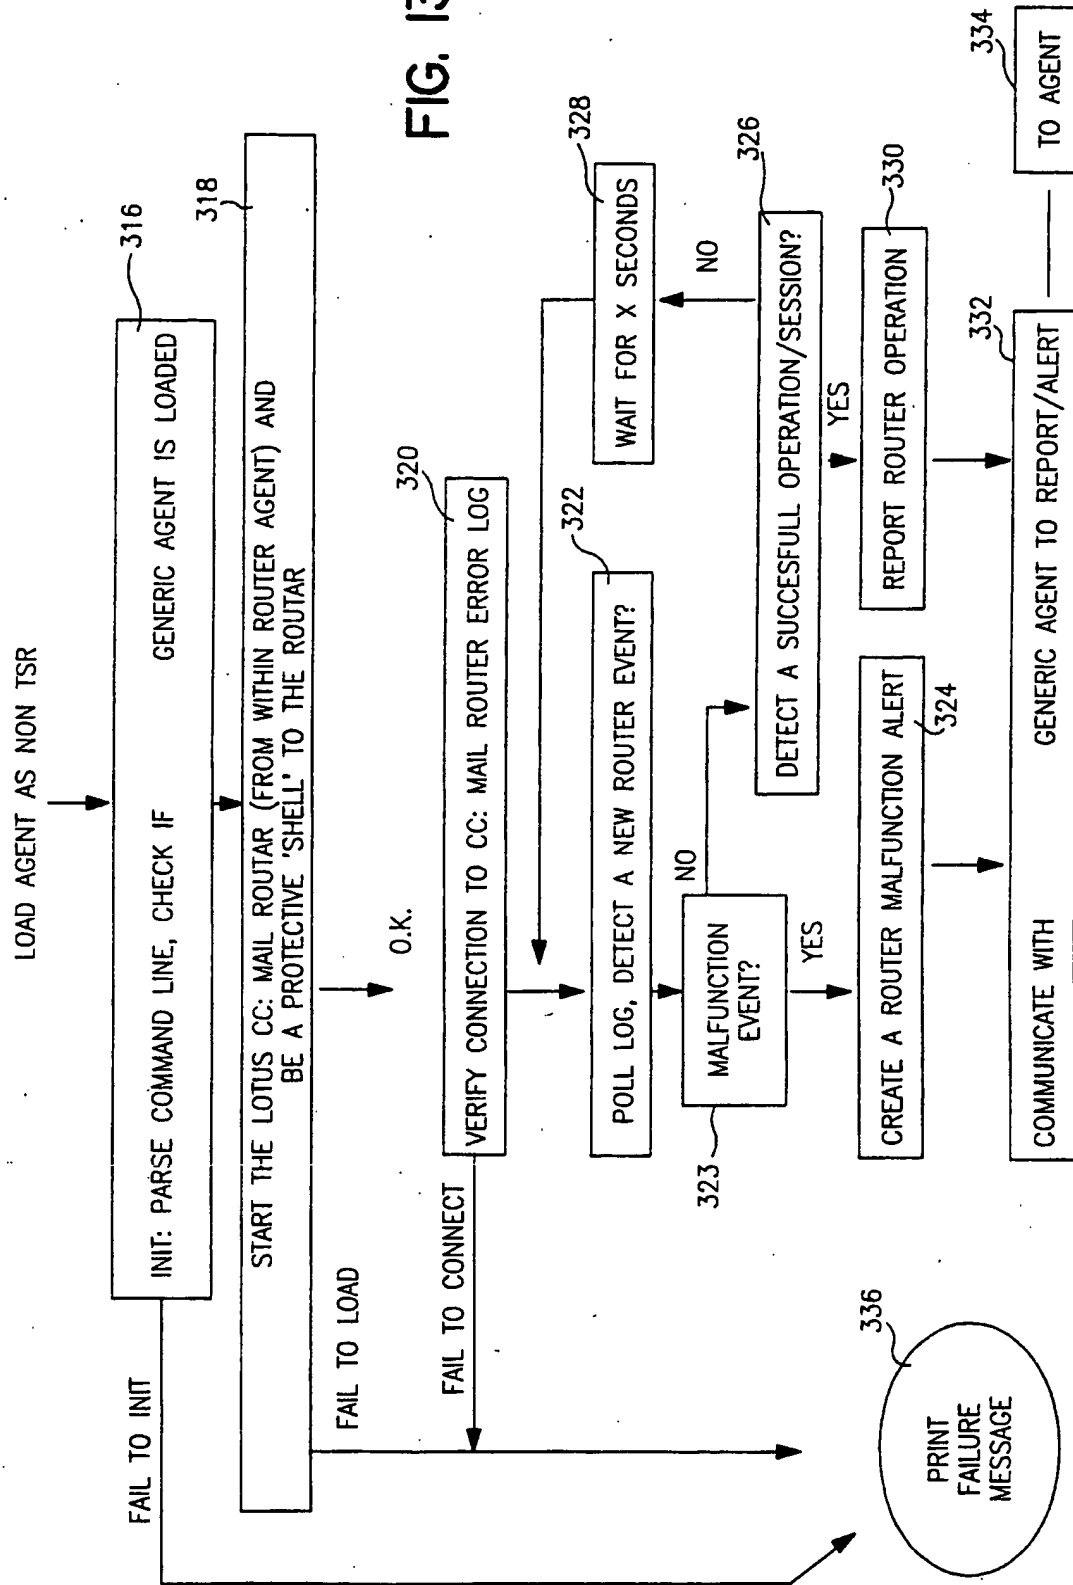 LOAD AGENT AS NON TSR
FAIL TO INIT
INIT: PARSE COMMAND LINE, CHECK IF GENERIC AGENT IS LOADED
316
START THE LOTUS CC: MAIL ROUTAR (FROM WITHIN ROUTER AGENT) AND
BE A PROTECTIVE 'SHELL' TO THE ROUTAR
318
FAIL TO LOAD
O.K.
FIG. 13
FAIL TO CONNECT
VERIFY CONNECTION TO CC: MAIL ROUTER ERROR LOG
320
POLL LOG, DETECT A NEW ROUTER EVENT?
322
WAIT FOR X SECONDS
328
323
MALFUNCTION
EVENT?
NO
NO
YES
DETECT A SUCCESFULL OPERATION/SESSION?
326
YES
CREATE A ROUTER MALFUNCTION ALERT
324
REPORT ROUTER OPERATION
330
PRINT
FAILURE
MESSAGE
336
COMMUNICATE WITH GENERIC AGENT TO REPORT/ALERT
332
TO AGENT
334